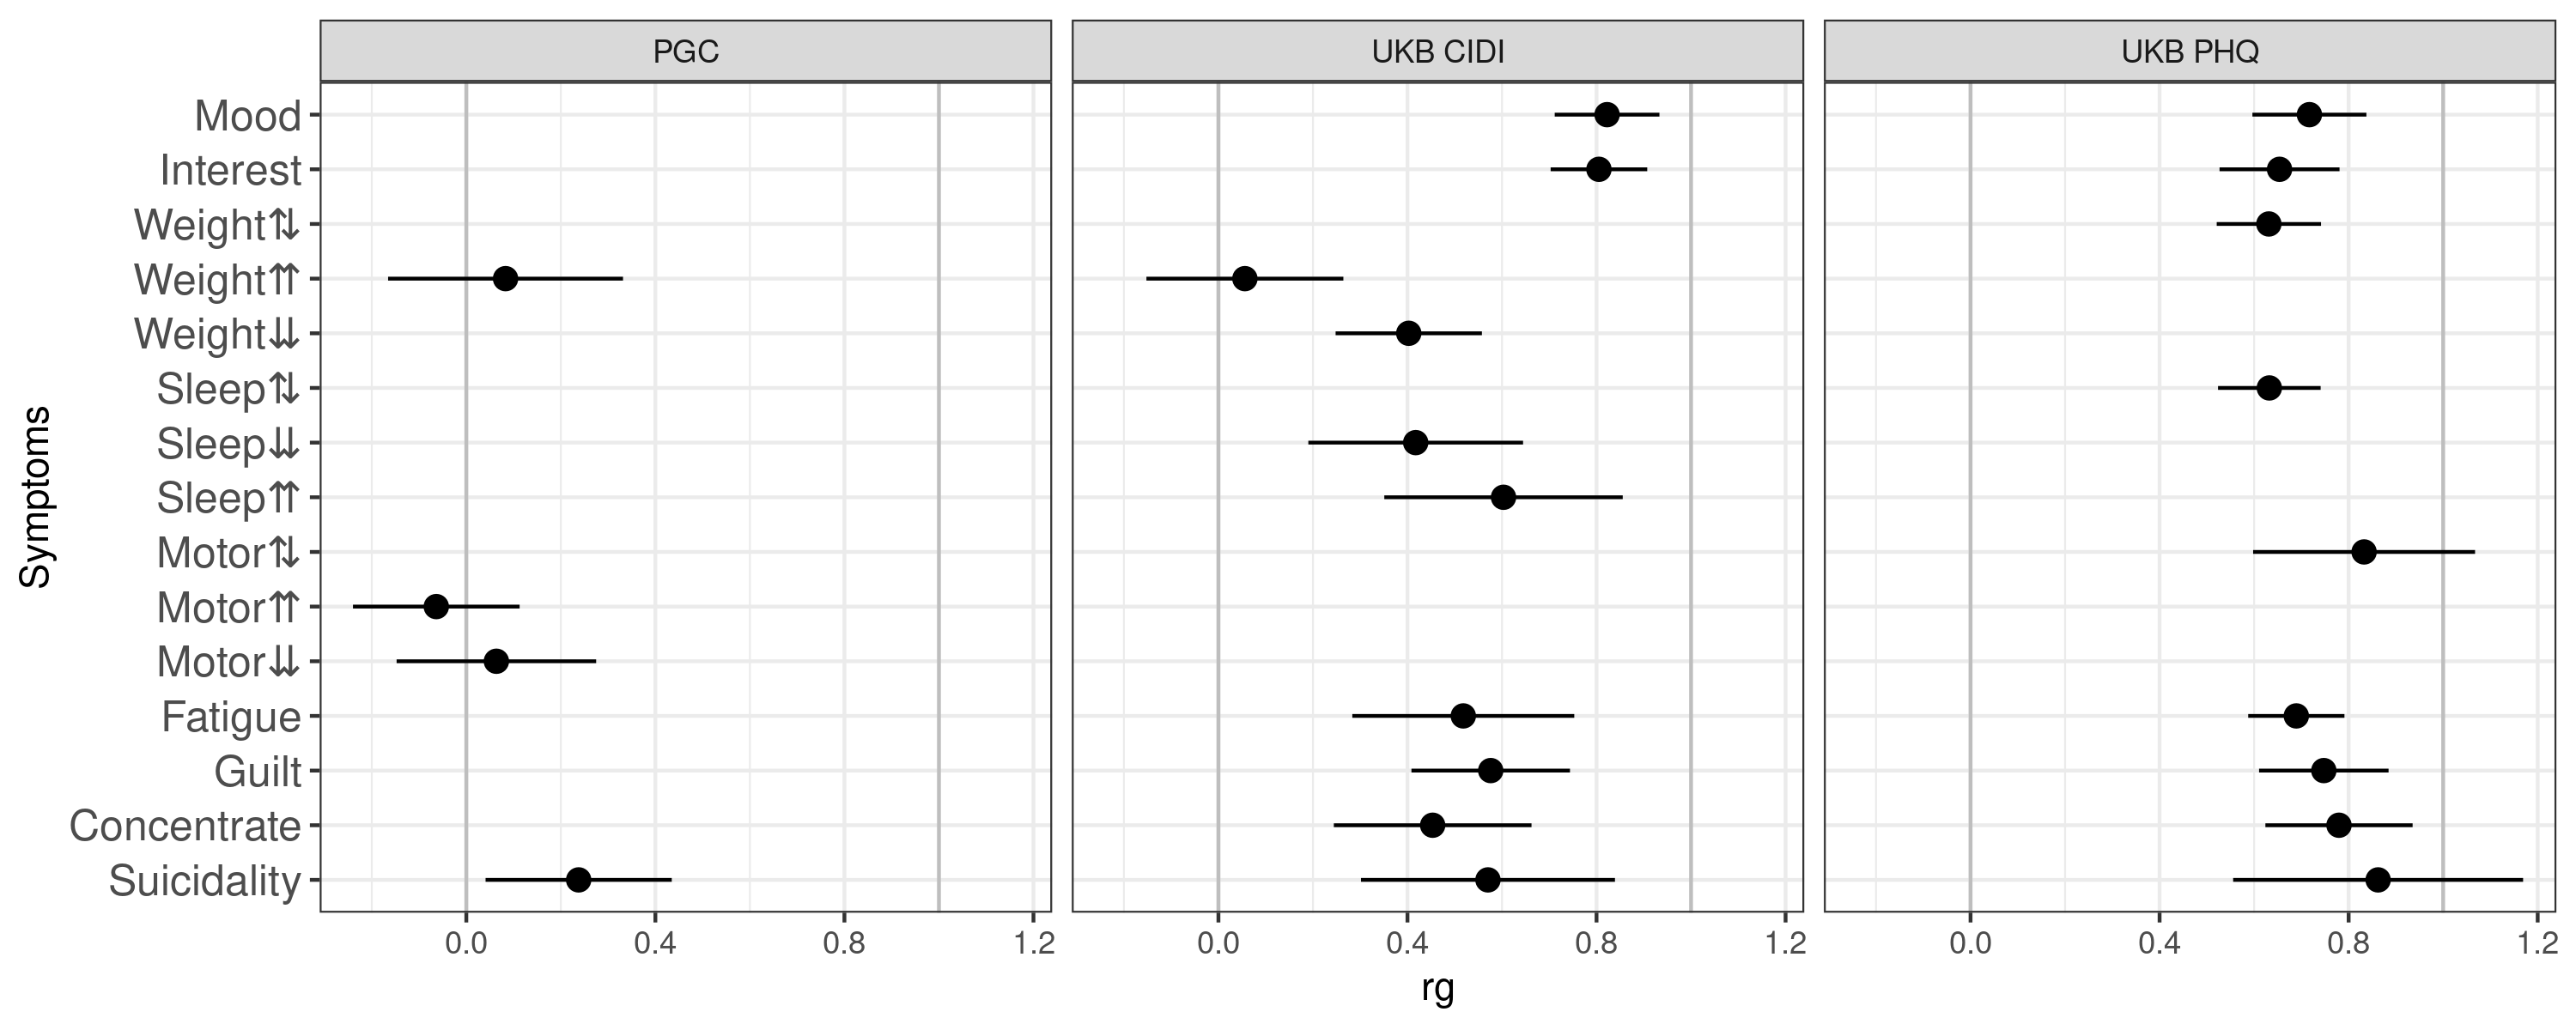 PGC
UKB CIDI
UKB PHQ
Symptoms
Mood
Interest
Weight⇅
Weight⇈
Weight⇊
Sleep⇅
Sleep⇊
Sleep⇈
Motor⇅
Motor⇈
Motor⇊
Fatigue
Guilt
Concentrate
Suicidality
0.0 0.4 0.8 1.2
0.0 0.4 0.8 1.2
0.0 0.4 0.8 1.2
rg